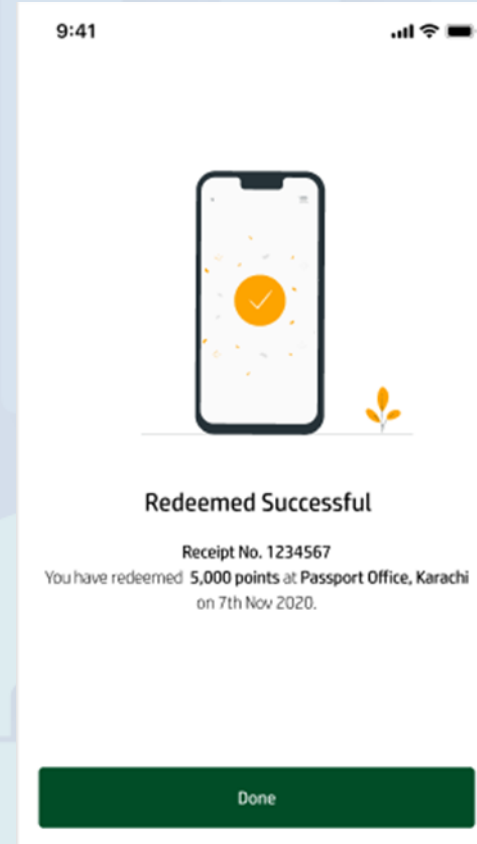 9:41
Redeemed Successful
Receipt No. 1234567
You have redeemed 5,000 points at Passport Office, Karachi
on 7th Nov 2020.
Done